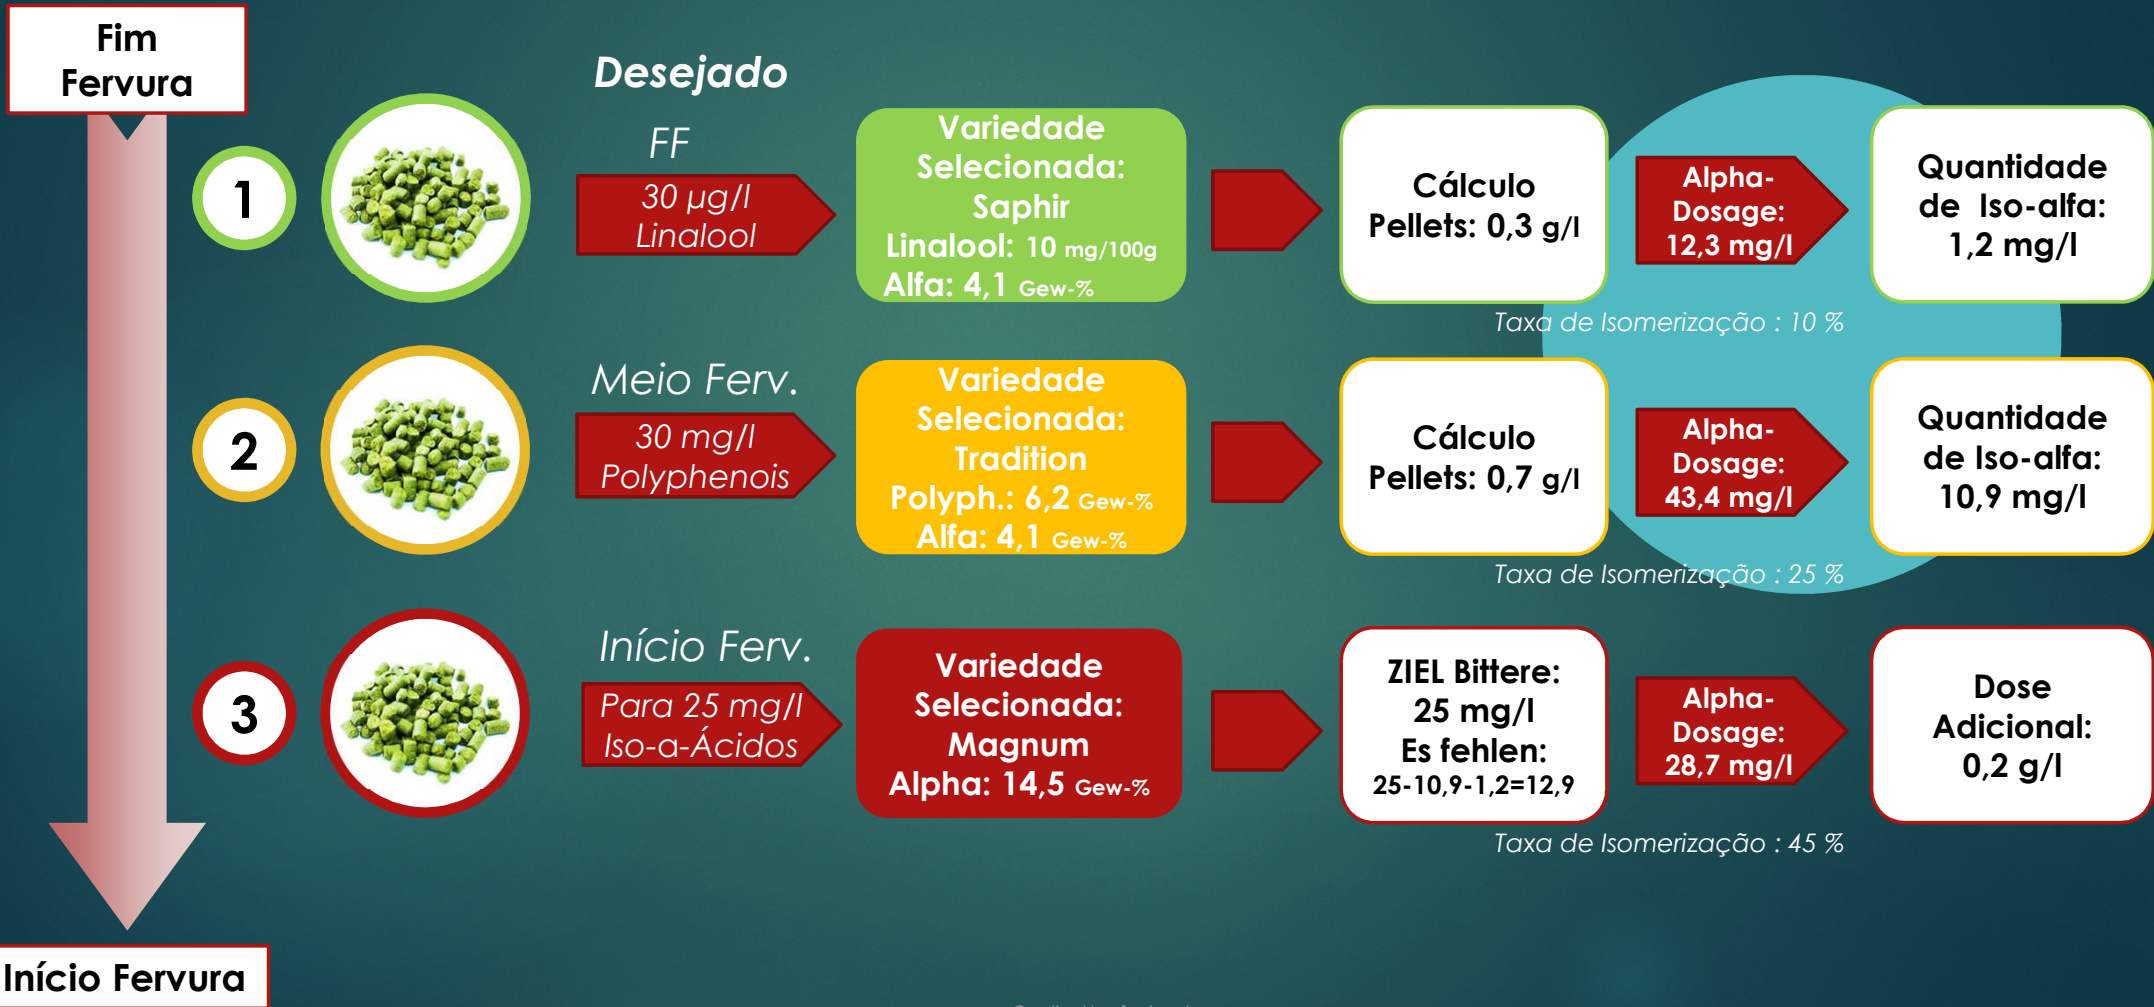 Fim
Fervura
Desejado
1
FF
30 µg/l
Linalool
Variedade
Selecionada:
Saphir
Linalool: 10 mg/100g
Alfa: 4,1 Gew-%
Cálculo
Pellets: 0,3 g/l
Alpha-
Dosage:
12,3 mg/l
Quantidade
de Iso-alfa:
1,2 mg/l
Taxa de Isomerização : 10 %
2
Meio Ferv.
30 mg/l
Polyphenois
Variedade
Selecionada:
Tradition
Polyph.: 6,2 Gew-%
Alfa: 4,1 Gew-%
Cálculo
Pellets: 0,7 g/l
Alpha-
Dosage:
43,4 mg/l
Quantidade
de Iso-alfa:
10,9 mg/l
Taxa de Isomerização : 25 %
3
Início Ferv.
Para 25 mg/l
Iso-a-Ácidos
Variedade
Selecionada:
Magnum
Alpha: 14,5 Gew-%
ZIEL Bittere:
25 mg/l
Es fehlen:
25-10,9-1,2=12,9
Alpha-
Dosage:
28,7 mg/l
Dose
Adicional:
0,2 g/l
Taxa de Isomerização : 45 %
Início Fervura